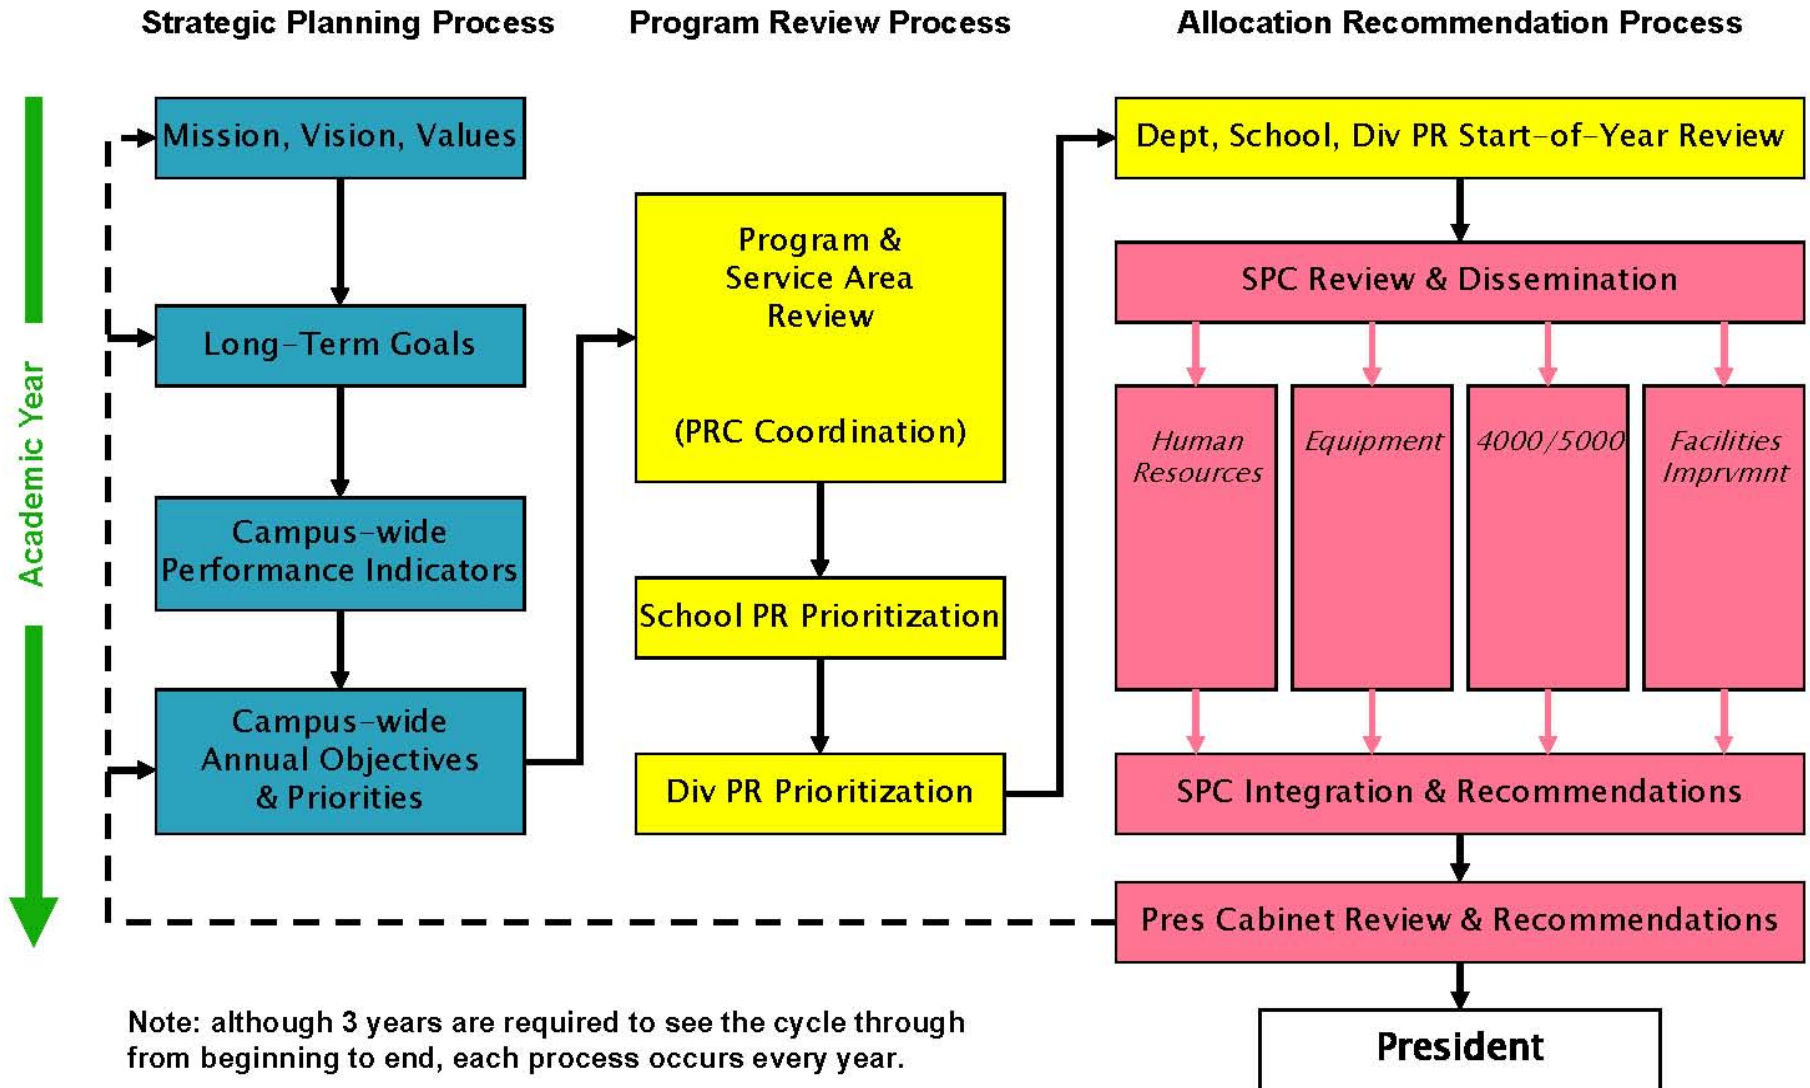 Strategic Planning Process
Program Review Process
Allocation Recommendation Process
Academic Year
Mission, Vision, Values
Long-Term Goals
Campus-wide
Performance Indicators
Campus-wide
Annual Objectives
& Priorities
Program &
Service Area
Review
(PRC Coordination)
School PR Prioritization
Div PR Prioritization
Dept, School, Div PR Start-of-Year Review
SPC Review & Dissemination
Human
Resources
Equipment
4000/5000
Facilities
Imprvmnt
SPC Integration & Recommendations
Pres Cabinet Review & Recommendations
President
Note: although 3 years are required to see the cycle through
from beginning to end, each process occurs every year.